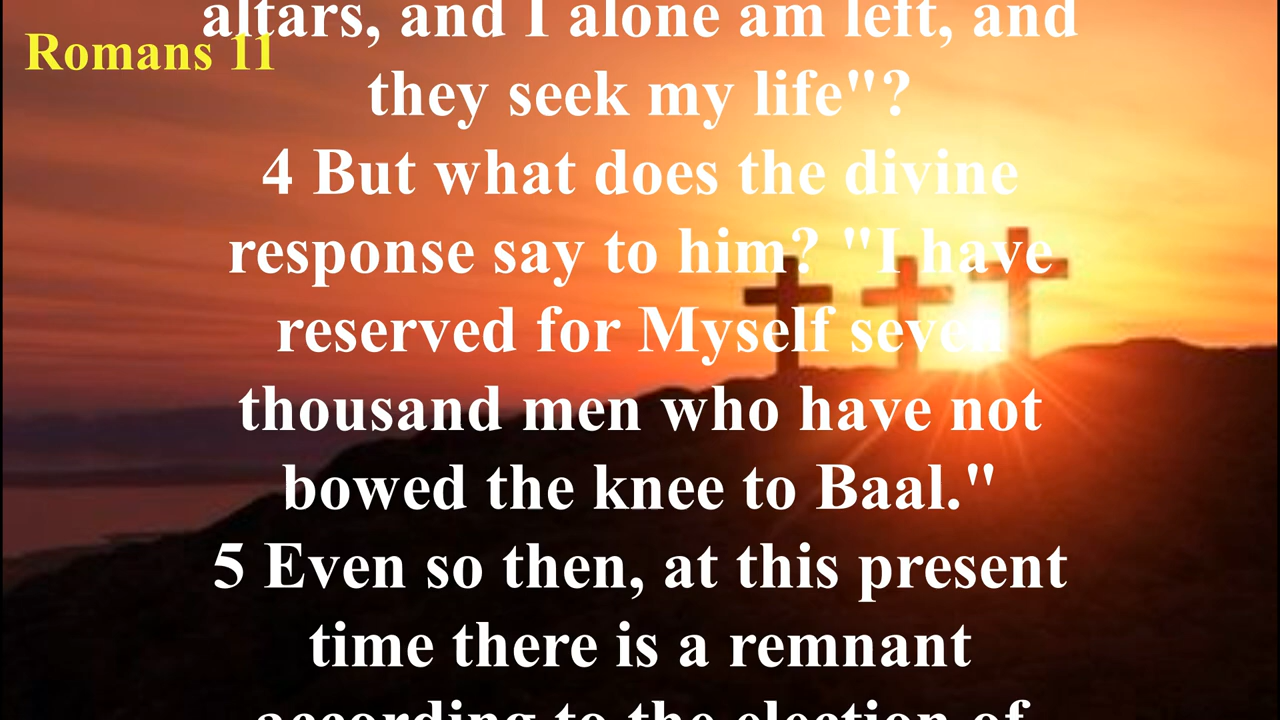 altars, and I alone am left, and
Romans 11
they seek my life"?
4 But what does the divine
response say to him? "I have
reserved for Myself seven
thousand men who have not
bowed the knee to Baal."
5 Even so then, at this present
time there is a remnant
according to the election of